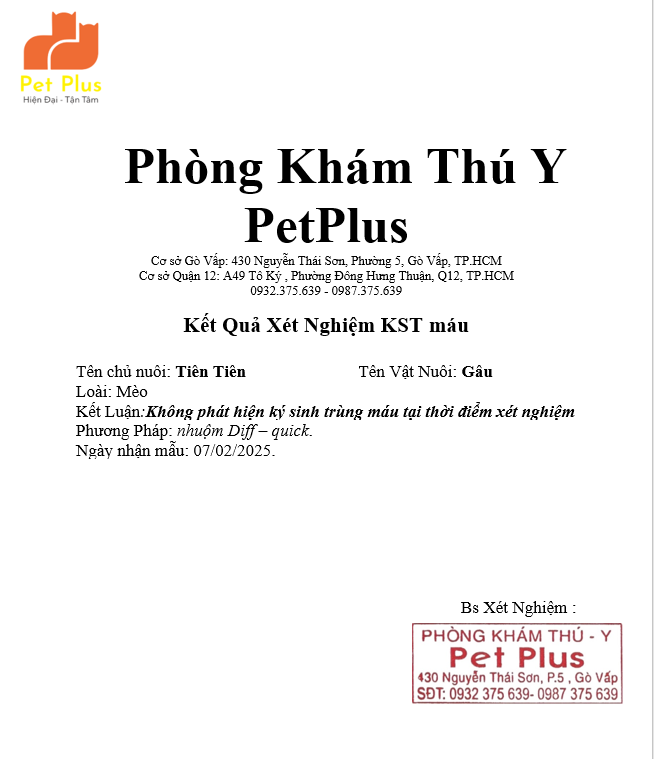 Pet Plus
Hiện Đại - Tận Tâm
Phòng Khám Thú Y
PetPlus
Cơ sở Gò Vấp: 430 Nguyễn Thái Sơn, Phường 5, Gò Vấp, TP.HCM
Cơ sở Quận 12: A49 Tô Ký , Phường Đông Hưng Thuận, Q12, TP.HCM
0932.375.639 - 0987.375.639
Kết Quả Xét Nghiệm KST máu
Tên chủ nuôi: Tiên Tiên Tên Vật Nuôi: Gâu
Loài: Mèo
Kết Luận:Không phát hiện ký sinh trùng máu tại thời điểm xét nghiệm
Phương Pháp: nhuộm Diff – quick.
Ngày nhận mẫu: 07/02/2025.
Bs Xét Nghiệm :
PHÒNG KHÁM THÚ - Y
Pet Plus
430 Nguyễn Thái Sơn, P.5 , Gò Vấp
SĐT: 0932 375 639- 0987 375 639